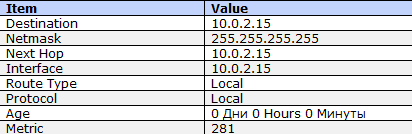 Item Value
Destination 10.0.2.15
Netmask 255.255.255.255
Next Hop 10.0.2.15
Interface 10.0.2.15
Route Type Local
Protocol Local
Age 0 Дни 0 Hours 0 Минуты
Metric 281